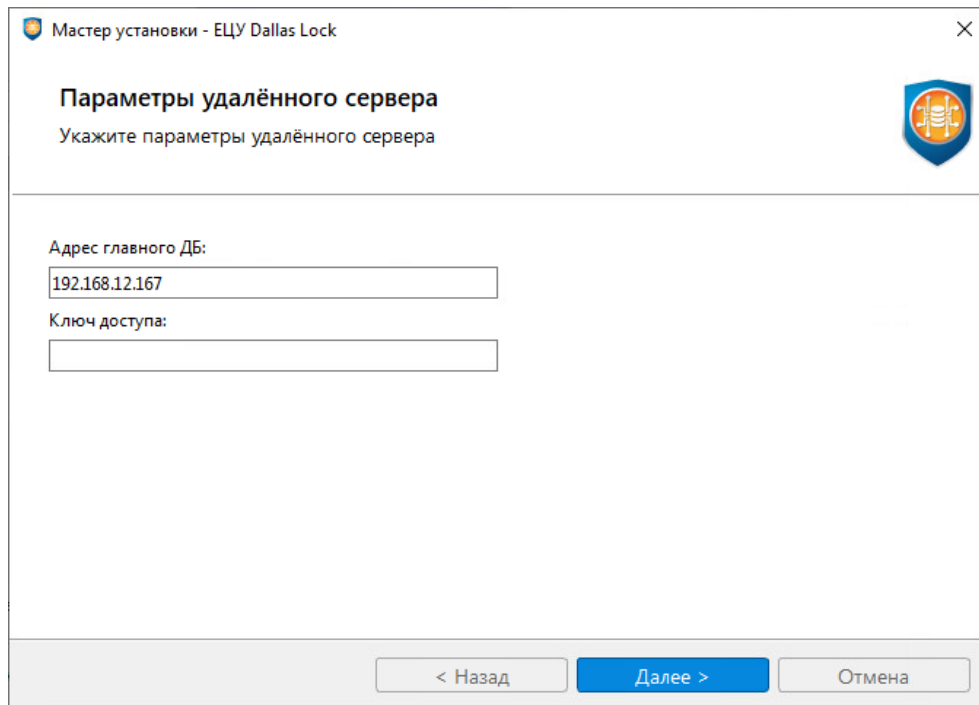 Мастер установки - ЕЦУ Dallas Lock
Параметры удалённого сервера
Укажите параметры удалённого сервера
Адрес главного ДБ:
192.168.12.167
Ключ доступа:
< Назад
Далее >
Отмена